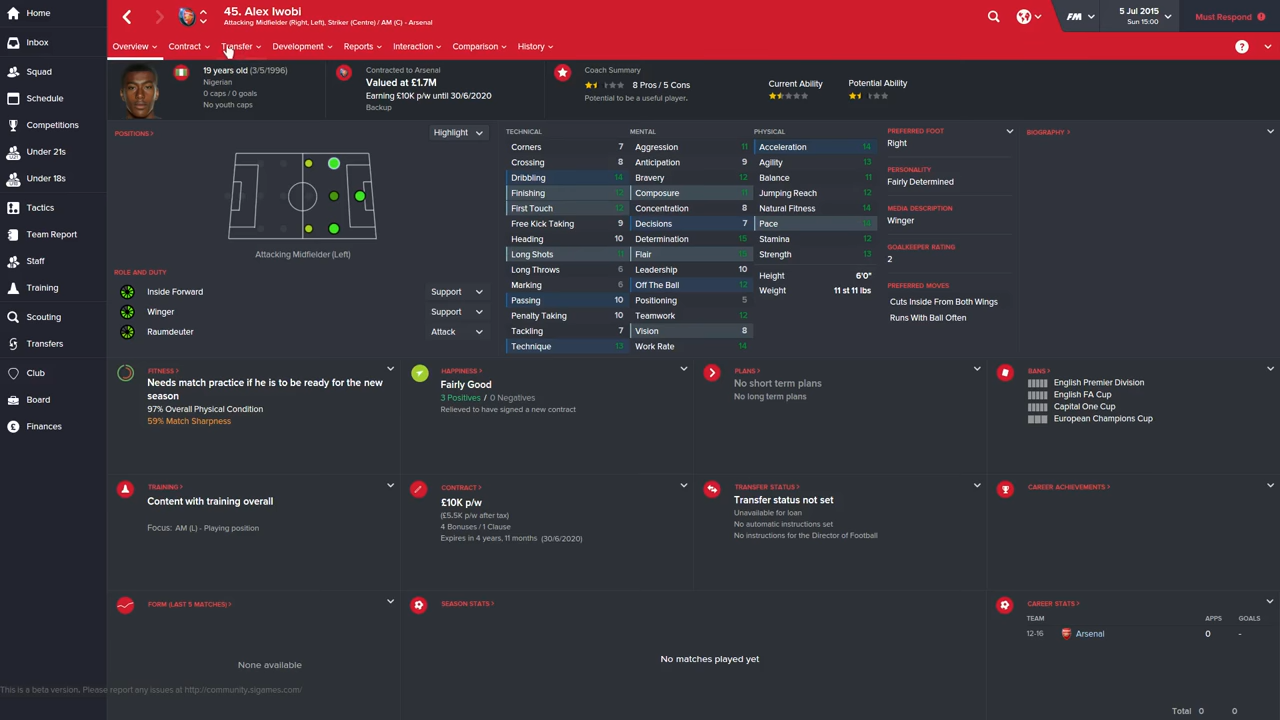 Home
Inbox
Squad
Schedule
Competitions
Under 21s
Under 18s
Tactics
Team Report
Staff
Training
Scouting
Transfers
Club
Board
Finances
45. Alex Iwobi
Attacking Midfielder (Right, Left), Striker (Centre) / AM (C) - Arsenal
FM
5 Jul 2015
Sun 15:00
Must Respond
Overview
Contract
Transfer
Development
Reports
Interaction
Comparison
History
19 years old (3/5/1996)
Nigerian
0 caps / 0 goals
No youth caps
Contracted to Arsenal
Valued at £1.7M
Earning £10K p/w until 30/6/2020
Backup
Coach Summary
8 Pros / 5 Cons
Potential to be a useful player.
Current Ability
Potential Ability
POSITIONS >
Highlight
Attacking Midfielder (Left)
ROLE AND DUTY
Inside Forward Support
Winger Support
Raumdeuter Attack
TECHNICAL
Corners 7
Crossing 8
Dribbling 14
Finishing
First Touch
Free Kick Taking 9
Heading 10
Long Shots
Long Throws 6
Marking 6
Passing 10
Penalty Taking 10
Tackling 7
Technique 13
MENTAL
Aggression 11
Anticipation 9
Bravery 12
Composure 11
Concentration 8
Decisions 7
Determination 15
Flair
Leadership 10
Off The Ball 12
Positioning 5
Teamwork 12
Vision 8
Work Rate 14
PHYSICAL
Acceleration 14
Agility 13
Balance 11
Jumping Reach 12
Natural Fitness 14
Pace
Stamina 12
Strength 13
Height 6'0"
Weight 11 st 11 lbs
PREFERRED FOOT
Right
PERSONALITY
Fairly Determined
MEDIA DESCRIPTION
Winger
GOALKEEPER RATING
2
PREFERRED MOVES
Cuts Inside From Both Wings
Runs With Ball Often
BIOGRAPHY >
FITNESS >
Needs match practice if he is to be ready for the new
season
97% Overall Physical Condition
59% Match Sharpness
HAPPINESS >
Fairly Good
3 Positives / 0 Negatives
Relieved to have signed a new contract
PLANS >
No short term plans
No long term plans
BANS >
English Premier Division
English FA Cup
Capital One Cup
European Champions Cup
TRAINING >
Content with training overall
Focus: AM (L) - Playing position
CONTRACT >
£10K p/w
(£5.5K p/w after tax)
4 Bonuses / 1 Clause
Expires in 4 years, 11 months (30/6/2020)
TRANSFER STATUS >
Transfer status not set
Unavailable for loan
No automatic instructions set
No instructions for the Director of Football
CAREER ACHIEVEMENTS >
FORM (LAST 5 MATCHES) >
None available
SEASON STATS >
No matches played yet
CAREER STATS >
TEAM APPS GOALS
12-16 Arsenal 0 -
Total 0 0
This is a beta version. Please report any issues at http://community.sigames.com/